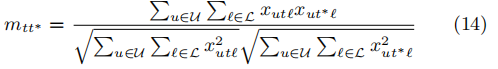 m_{tt^*} = \frac{\sum_{u \in \mathcal{U}} \sum_{\ell \in \mathcal{L}} x_{ut\ell} x_{ut^*\ell}}{\sqrt{\sum_{u \in \mathcal{U}} \sum_{\ell \in \mathcal{L}} x_{ut\ell}^2} \sqrt{\sum_{u \in \mathcal{U}} \sum_{\ell \in \mathcal{L}} x_{ut^*\ell}^2}} (14)